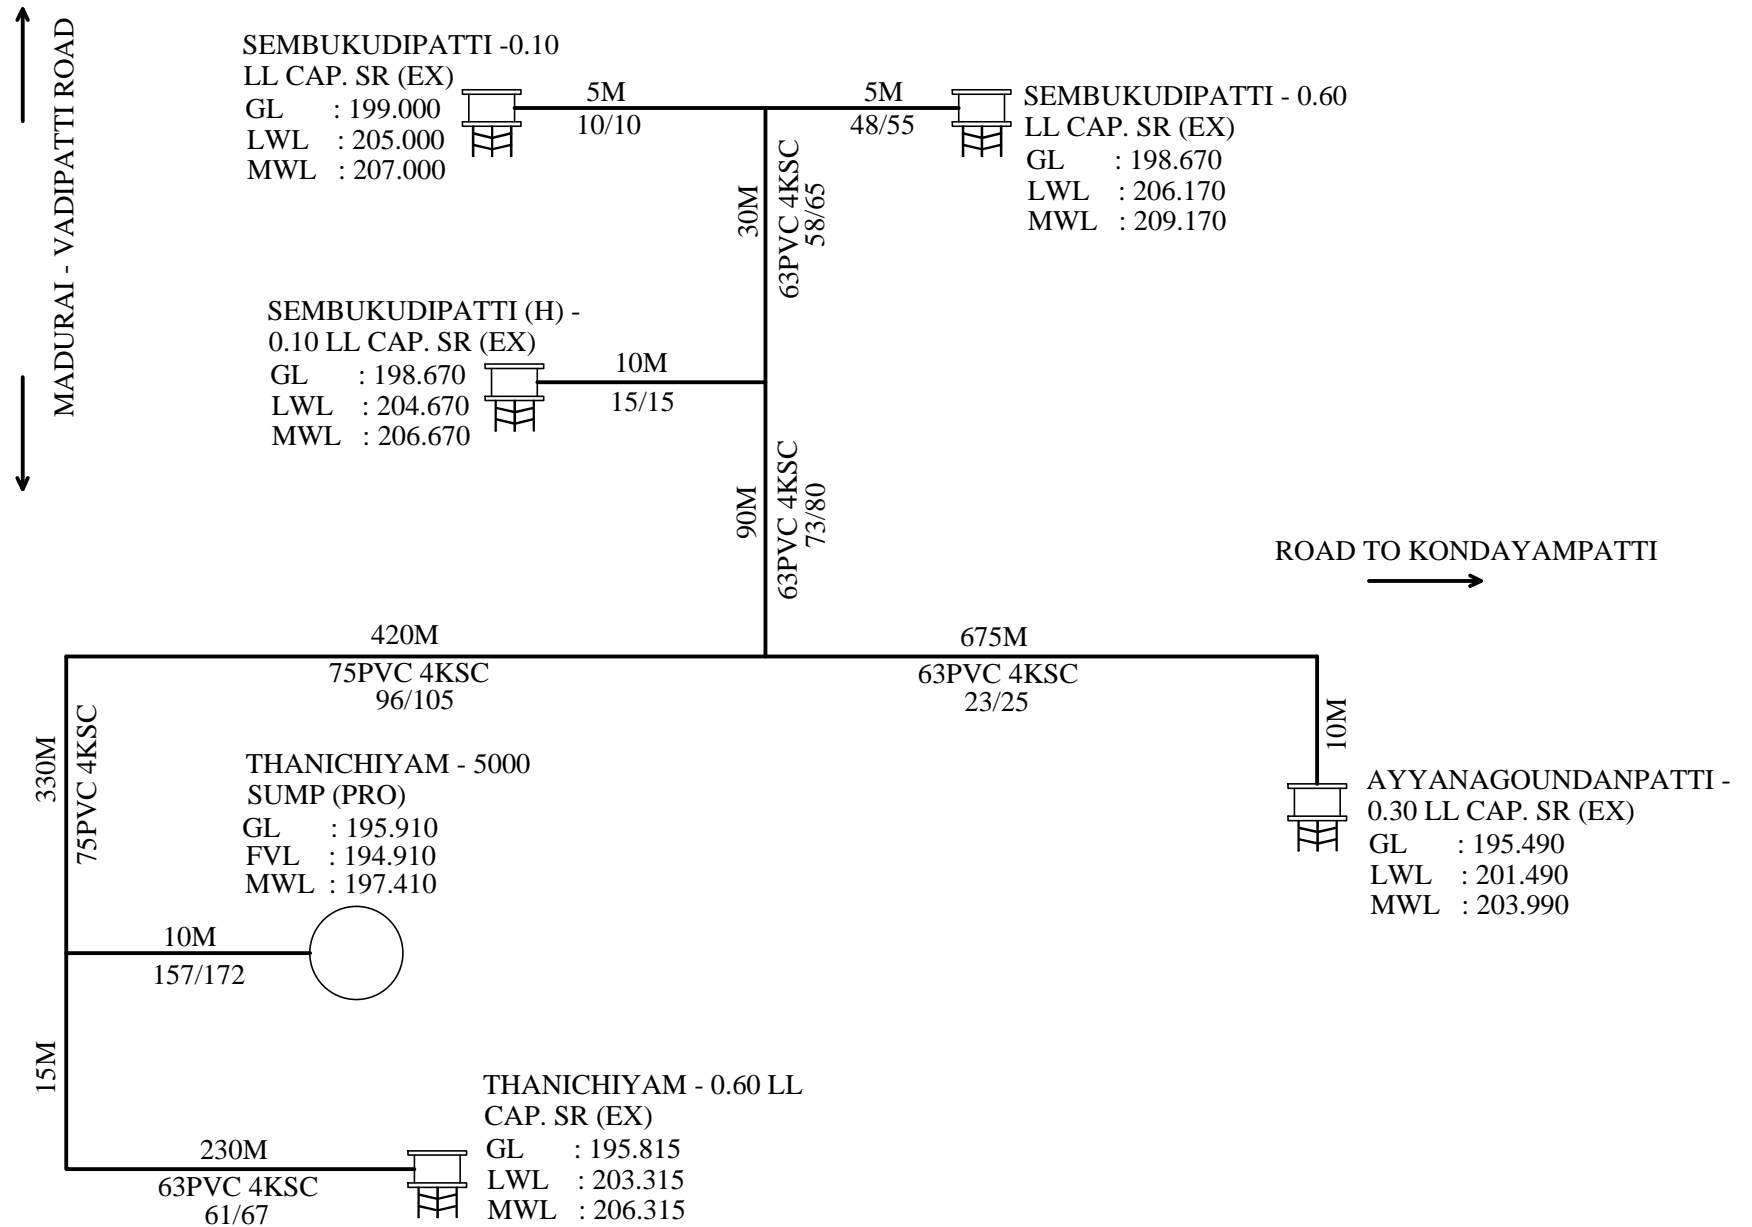 MADURAI - VADIPATTI ROAD
SEMBUKUDIPATTI -0.10
LL CAP. SR (EX)
GL : 199.000
LWL : 205.000
MWL : 207.000
5M
10/10
5M
48/55
SEMBUKUDIPATTI - 0.60
LL CAP. SR (EX)
GL : 198.670
LWL : 206.170
MWL : 209.170
30M
63PVC 4KSC
58/65
SEMBUKUDIPATTI (H) -
0.10 LL CAP. SR (EX)
GL : 198.670
LWL : 204.670
MWL : 206.670
10M
15/15
90M
63PVC 4KSC
73/80
ROAD TO KONDAYAMPATTI
420M
75PVC 4KSC
96/105
675M
63PVC 4KSC
23/25
10M
330M
75PVC 4KSC
THANICHIYAM - 5000
SUMP (PRO)
GL : 195.910
FVL : 194.910
MWL : 197.410
AYYANAGOUNDANPATTI -
0.30 LL CAP. SR (EX)
GL : 195.490
LWL : 201.490
MWL : 203.990
10M
157/172
15M
THANICHIYAM - 0.60 LL
CAP. SR (EX)
GL : 195.815
LWL : 203.315
MWL : 206.315
230M
63PVC 4KSC
61/67